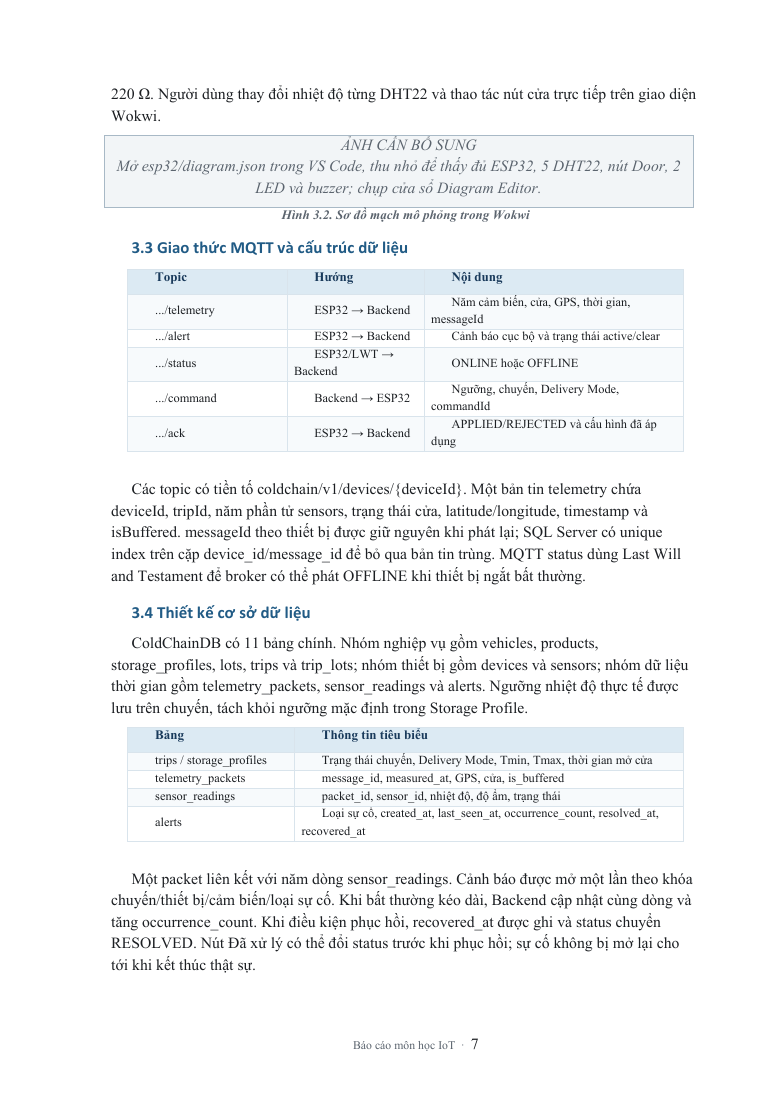 220 Ω. Người dùng thay đổi nhiệt độ từng DHT22 và thao tác nút cửa trực tiếp trên giao diện
Wokwi.
ẢNH CẦN BỔ SUNG
Mở esp32/diagram.json trong VS Code, thu nhỏ để thấy đủ ESP32, 5 DHT22, nút Door, 2
LED và buzzer; chụp cửa sổ Diagram Editor.
Hình 3.2. Sơ đồ mạch mô phỏng trong Wokwi
3.3 Giao thức MQTT và cấu trúc dữ liệu
Topic Hướng Nội dung
.../telemetry ESP32 → Backend Năm cảm biến, cửa, GPS, thời gian,
messageId
.../alert ESP32 → Backend Cảnh báo cục bộ và trạng thái active/clear
.../status ESP32/LWT →
Backend ONLINE hoặc OFFLINE
.../command Backend → ESP32 Ngưỡng, chuyến, Delivery Mode,
commandId
.../ack ESP32 → Backend APPLIED/REJECTED và cấu hình đã áp
dụng
Các topic có tiền tố coldchain/v1/devices/{deviceId}. Một bản tin telemetry chứa
deviceId, tripId, năm phần tử sensors, trạng thái cửa, latitude/longitude, timestamp và
isBuffered. messageId theo thiết bị được giữ nguyên khi phát lại; SQL Server có unique
index trên cặp device_id/message_id để bỏ qua bản tin trùng. MQTT status dùng Last Will
and Testament để broker có thể phát OFFLINE khi thiết bị ngắt bất thường.
3.4 Thiết kế cơ sở dữ liệu
ColdChainDB có 11 bảng chính. Nhóm nghiệp vụ gồm vehicles, products,
storage_profiles, lots, trips và trip_lots; nhóm thiết bị gồm devices và sensors; nhóm dữ liệu
thời gian gồm telemetry_packets, sensor_readings và alerts. Ngưỡng nhiệt độ thực tế được
lưu trên chuyến, tách khỏi ngưỡng mặc định trong Storage Profile.
Bảng Thông tin tiêu biểu
trips / storage_profiles Trạng thái chuyến, Delivery Mode, Tmin, Tmax, thời gian mở cửa
telemetry_packets message_id, measured_at, GPS, cửa, is_buffered
sensor_readings packet_id, sensor_id, nhiệt độ, độ ẩm, trạng thái
alerts Loại sự cố, created_at, last_seen_at, occurrence_count, resolved_at,
recovered_at
Một packet liên kết với năm dòng sensor_readings. Cảnh báo được mở một lần theo khóa
chuyến/thiết bị/cảm biến/loại sự cố. Khi bất thường kéo dài, Backend cập nhật cùng dòng và
tăng occurrence_count. Khi điều kiện phục hồi, recovered_at được ghi và status chuyển
RESOLVED. Nút Đã xử lý có thể đổi status trước khi phục hồi; sự cố không bị mở lại cho
tới khi kết thúc thật sự.
Báo cáo môn học IoT · 7